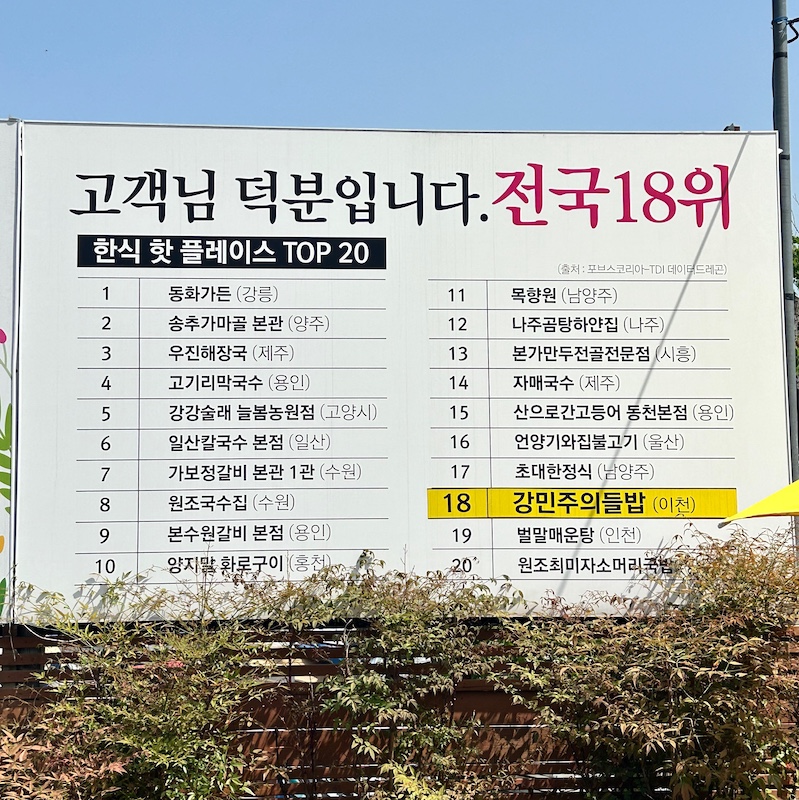 고객님 덕분입니다. 전국18위
한식 핫 플레이스 TOP 20
(출처 : 포브스코리아-TDI 데이터드레곤)
1 동화가든 (강릉)
2 송추가마골 본관 (양주)
3 우진해장국 (제주)
4 고기리막국수 (용인)
5 강강술래 늘봄농원점 (고양시)
6 일산칼국수 본점 (일산)
7 가보정갈비 본관 1관 (수원)
8 원조국수집 (수원)
9 본수원갈비 본점 (용인)
10 양지말 화로구이 (홍천)
11 목향원 (남양주)
12 나주곰탕하얀집 (나주)
13 본가만두전골전문점 (시흥)
14 자매국수 (제주)
15 산으로간고등어 동천본점 (용인)
16 언양기와집불고기 (울산)
17 초대한정식 (남양주)
18 강민주의들밥 (이천)
19 벌말매운탕 (인천)
20 원조최미자소머리국밥